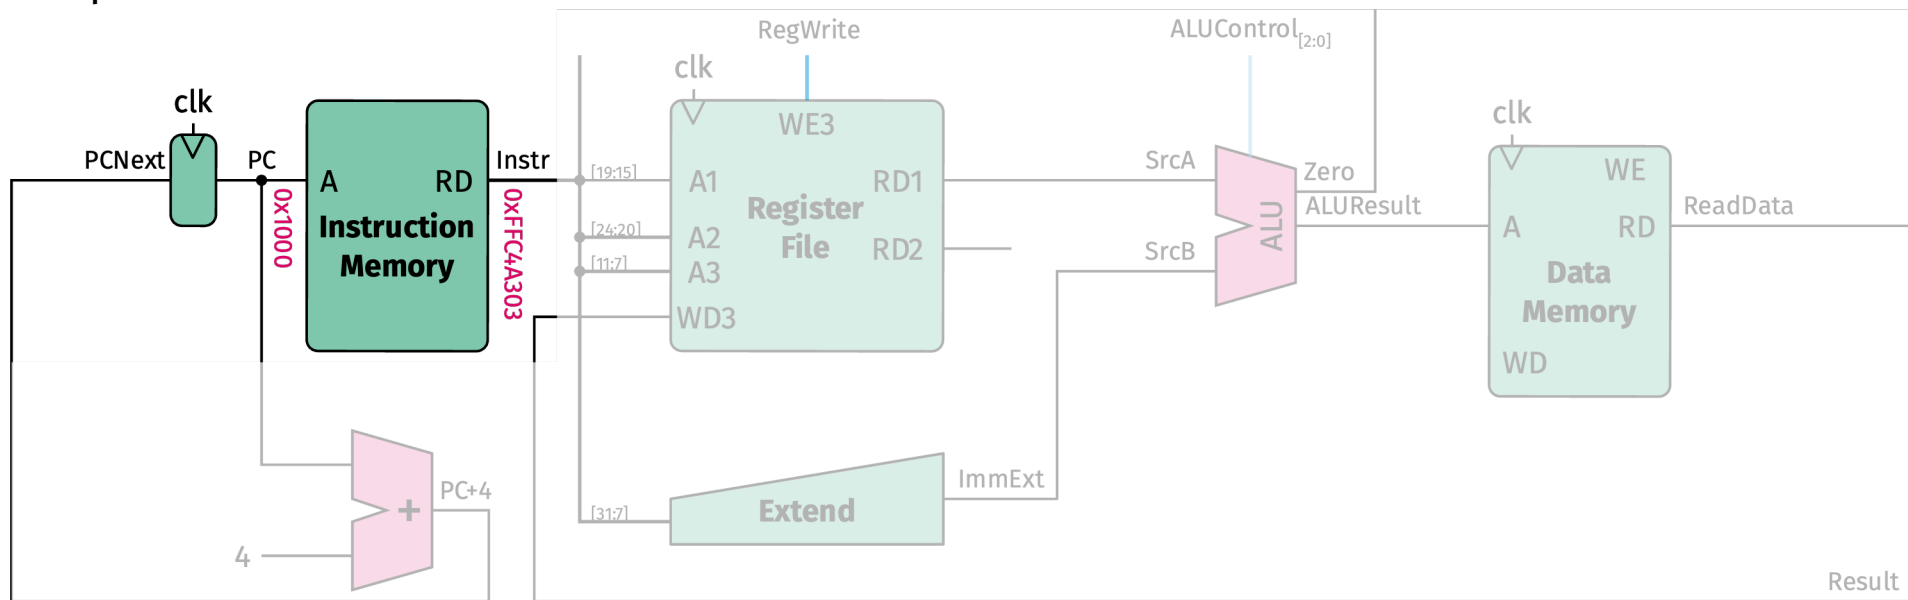 RegWrite
ALUControl[2:0]
clk
clk
clk
WE3
PCNext
PC
Instr
[19:15]
SrcA
Zero
WE
A
RD
A1
RD1
ALUResult
ReadData
0x1000
Instruction
Memory
0xFFC4A303
Register
File
[24:20]
A2
RD2
ALU
A
RD
SrcB
[11:7]
A3
Data
Memory
WD3
WD
PC+4
+
4
[31:7]
Extend
ImmExt
Result